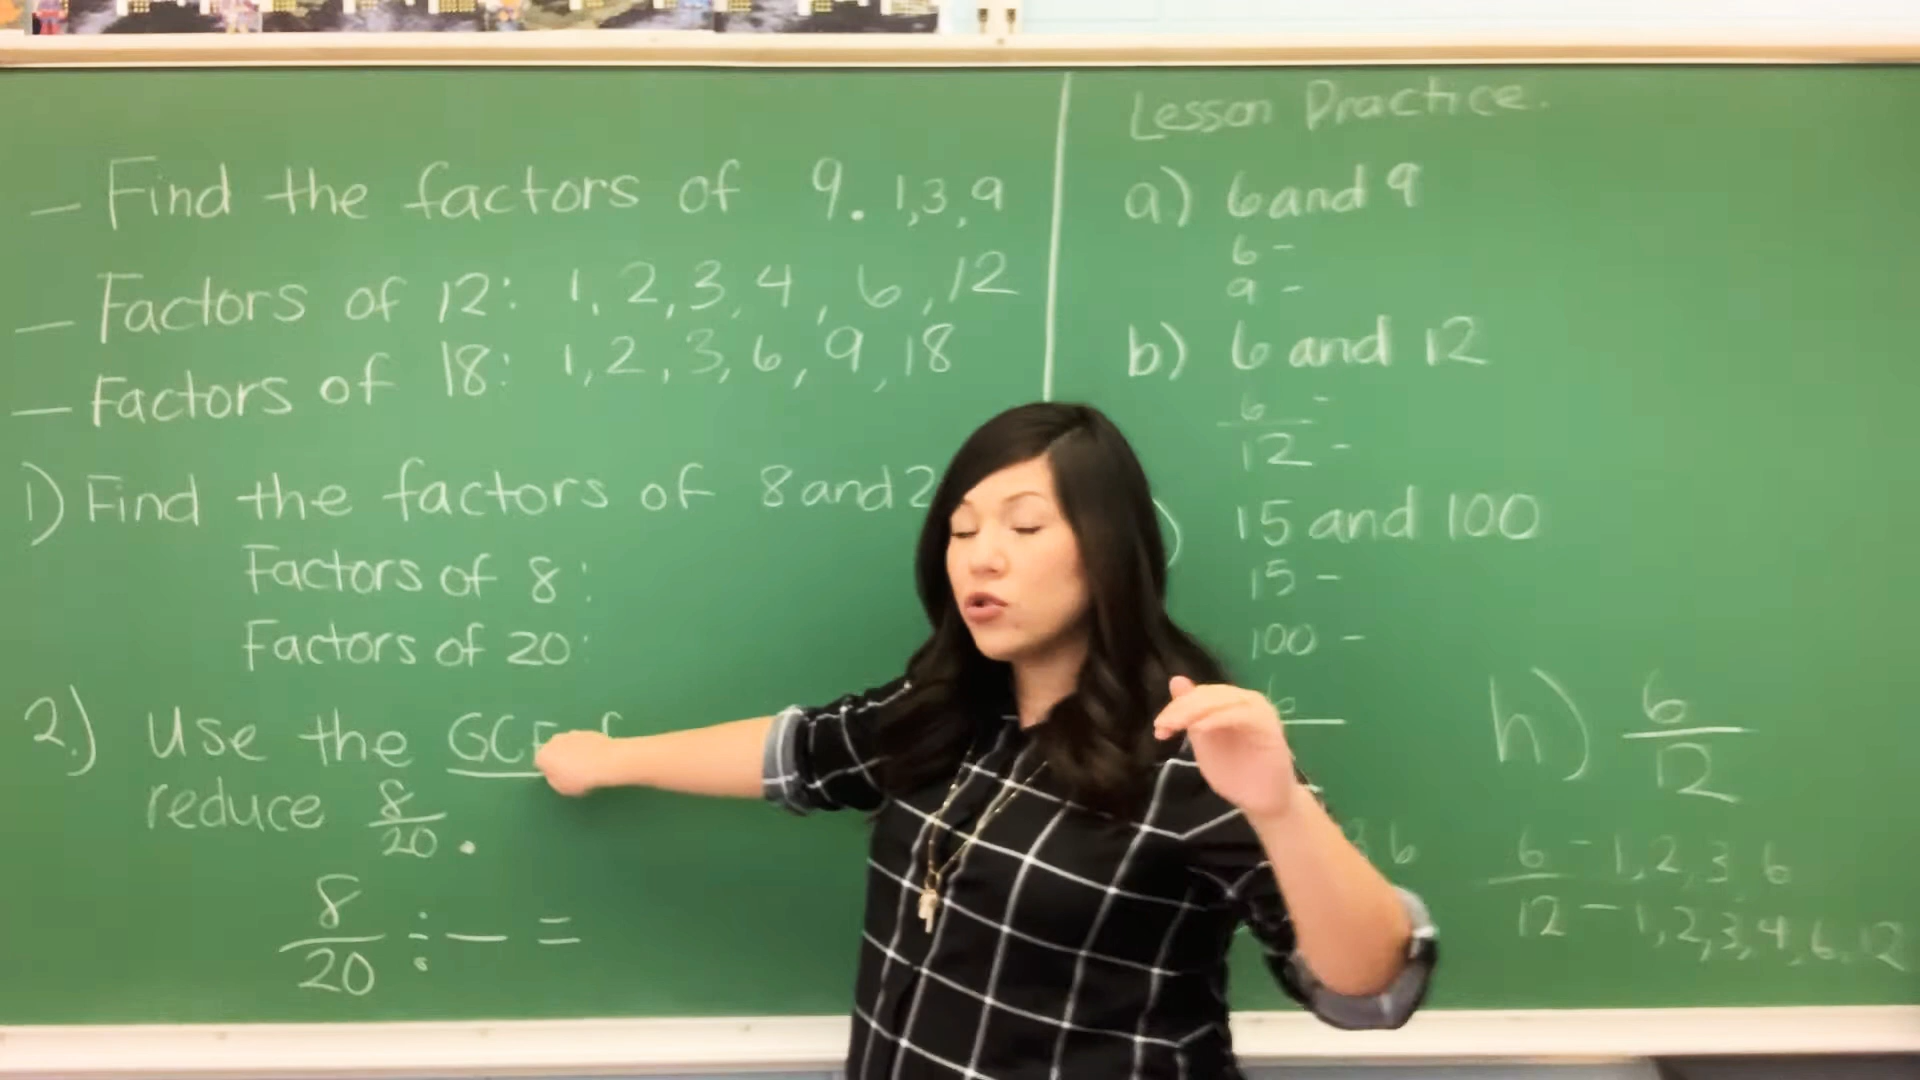 – Find the factors of 9. 1,3,9
– Factors of 12: 1, 2, 3, 4, 6, 12
– Factors of 18: 1, 2, 3, 6, 9, 18
1) Find the factors of 8 and
Factors of 8:
Factors of 20:
2.) Use the
reduce 8/20.
8/20 ÷ — =
Lesson Practice.
a) 6 and 9
6 -
9 -
b) 6 and 12
6 -
12 -
15 and 100
15 -
100 -
h) 6/12
6 - 1, 2, 3, 6
12 - 1, 2, 3, 4, 6, 12